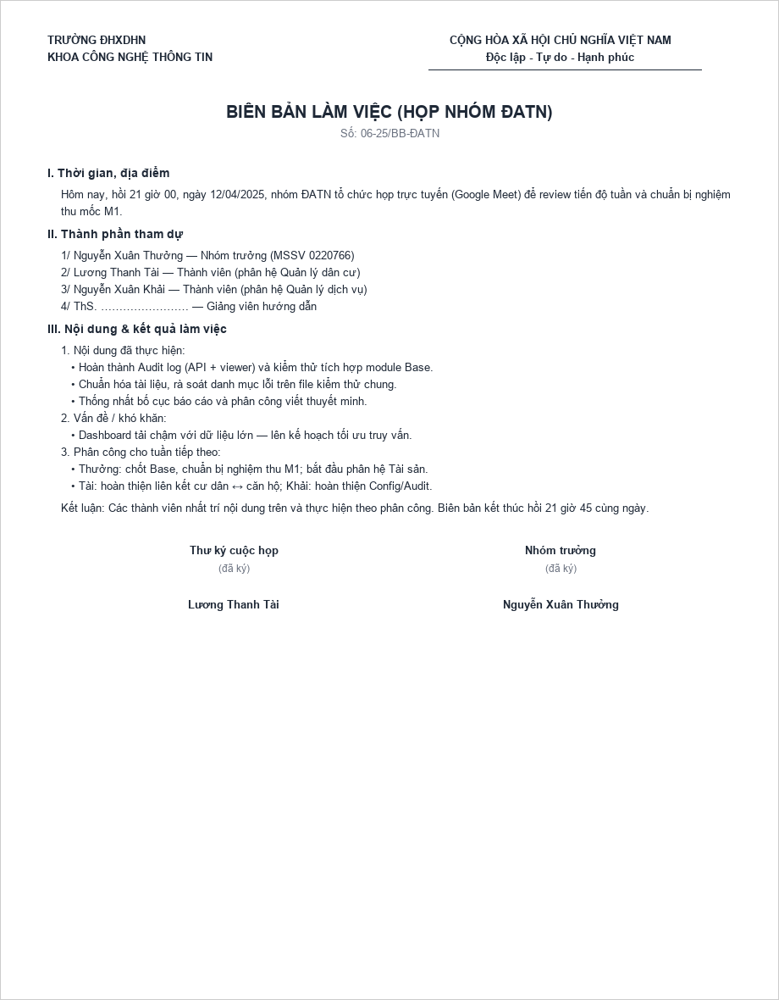 TRƯỜNG ĐHXDHN
KHOA CÔNG NGHỆ THÔNG TIN
CỘNG HÒA XÃ HỘI CHỦ NGHĨA VIỆT NAM
Độc lập - Tự do - Hạnh phúc
BIÊN BẢN LÀM VIỆC (HỌP NHÓM ĐATN)
Số: 06-25/BB-ĐATN
I. Thời gian, địa điểm
Hôm nay, hồi 21 giờ 00, ngày 12/04/2025, nhóm ĐATN tổ chức họp trực tuyến (Google Meet) để review tiến độ tuần và chuẩn bị nghiệm
thu mốc M1.
II. Thành phần tham dự
1/ Nguyễn Xuân Thưởng — Nhóm trưởng (MSSV 0220766)
2/ Lương Thanh Tài — Thành viên (phân hệ Quản lý dân cư)
3/ Nguyễn Xuân Khải — Thành viên (phân hệ Quản lý dịch vụ)
4/ ThS. …………………… — Giảng viên hướng dẫn
III. Nội dung & kết quả làm việc
1. Nội dung đã thực hiện:
• Hoàn thành Audit log (API + viewer) và kiểm thử tích hợp module Base.
• Chuẩn hóa tài liệu, rà soát danh mục lỗi trên file kiểm thử chung.
• Thống nhất bố cục báo cáo và phân công viết thuyết minh.
2. Vấn đề / khó khăn:
• Dashboard tải chậm với dữ liệu lớn — lên kế hoạch tối ưu truy vấn.
3. Phân công cho tuần tiếp theo:
• Thưởng: chốt Base, chuẩn bị nghiệm thu M1; bắt đầu phân hệ Tài sản.
• Tài: hoàn thiện liên kết cư dân ↔ căn hộ; Khải: hoàn thiện Config/Audit.
Kết luận: Các thành viên nhất trí nội dung trên và thực hiện theo phân công. Biên bản kết thúc hồi 21 giờ 45 cùng ngày.
Thư ký cuộc họp
(đã ký)
Lương Thanh Tài
Nhóm trưởng
(đã ký)
Nguyễn Xuân Thưởng